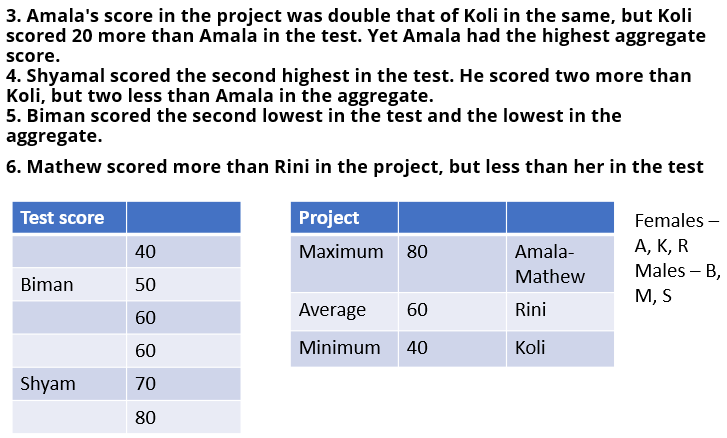 3. Amala's score in the project was double that of Koli in the same, but Koli
scored 20 more than Amala in the test. Yet Amala had the highest aggregate
score.
4. Shyamal scored the second highest in the test. He scored two more than
Koli, but two less than Amala in the aggregate.
5. Biman scored the second lowest in the test and the lowest in the
aggregate.
6. Mathew scored more than Rini in the project, but less than her in the test
Test score
40
Biman 50
60
60
Shyam 70
80
Project
Maximum 80 Amala-
Mathew
Average 60 Rini
Minimum 40 Koli
Females –
A, K, R
Males – B,
M, S